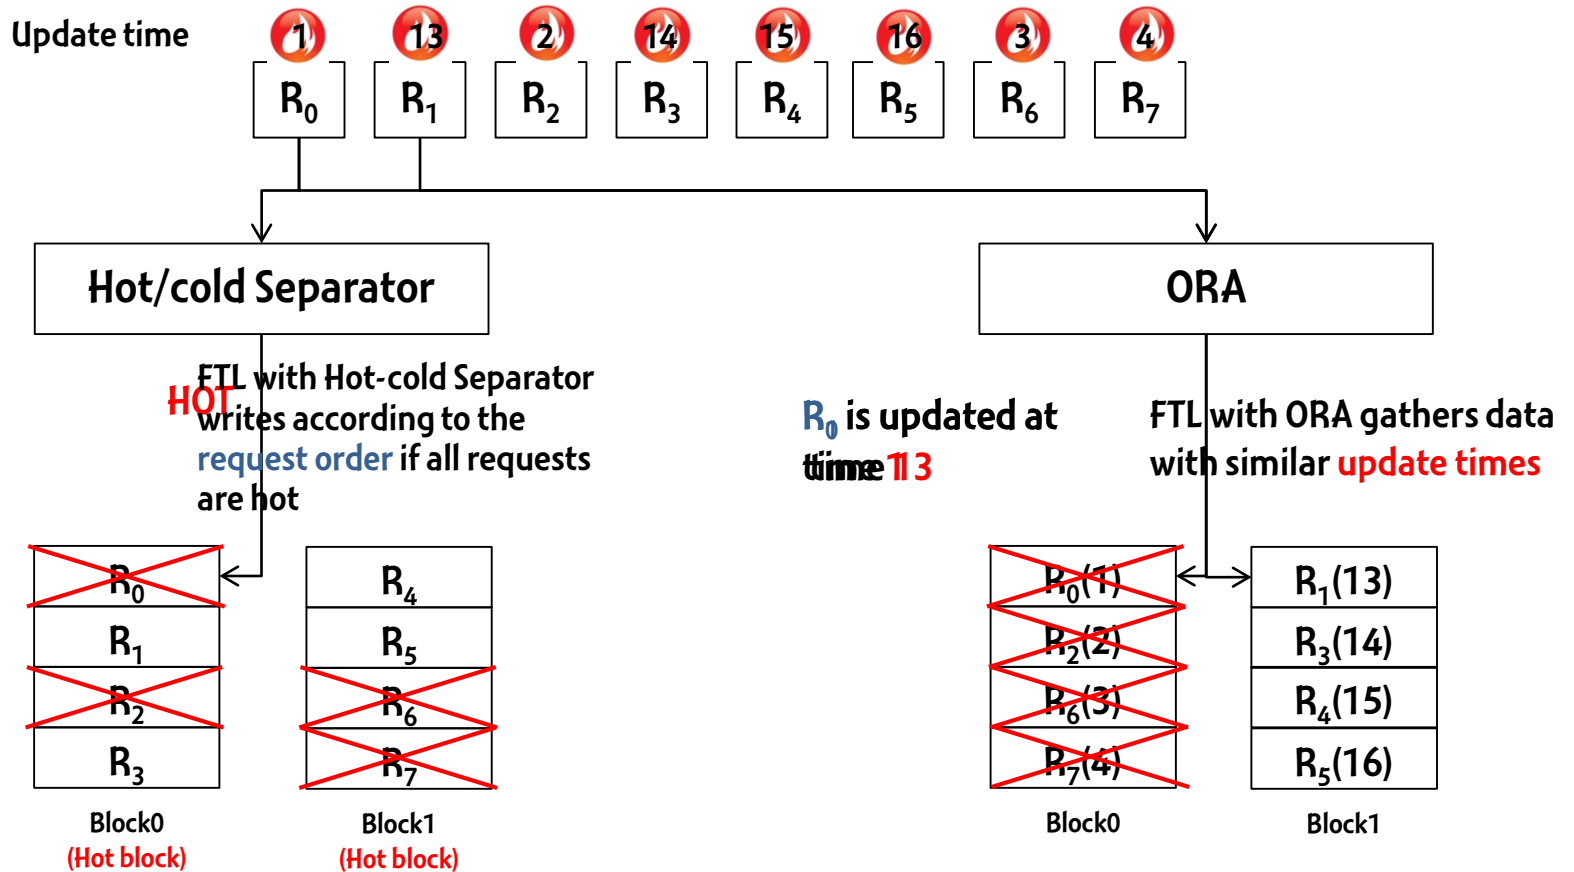 Update time 1 13 2 14 15 16 3 4
R0 R1 R2 R3 R4 R5 R6 R7
Hot/cold Separator
ORA
HOT
FTL with Hot-cold Separator
writes according to the
request order if all requests
are hot
is updated at
time
FTL with ORA gathers data
with similar update times
R0
R1
R2
R3
Block0
(Hot block)
R4
R5
R6
R7
Block1
(Hot block)
R0(1)
R2(2)
R6(3)
R7(4)
Block0
R1(13)
R3(14)
R4(15)
R5(16)
Block1